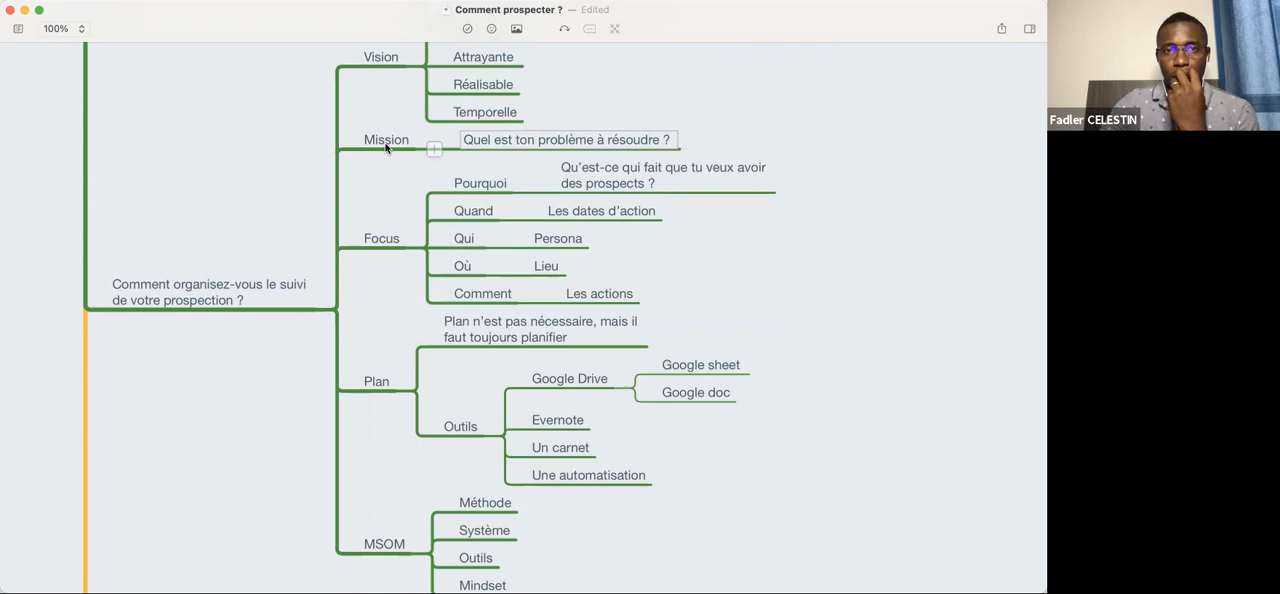 Comment prospecter ? — Edited
100%
Vision
Attrayante
Réalisable
Temporelle
Mission
Quel est ton problème à résoudre ?
Focus
Pourquoi
Qu’est-ce qui fait que tu veux avoir
des prospects ?
Quand
Les dates d’action
Qui
Persona
Où
Lieu
Comment
Les actions
Comment organisez-vous le suivi
de votre prospection ?
Plan
Plan n’est pas nécessaire, mais il
faut toujours planifier
Outils
Google Drive
Google sheet
Google doc
Evernote
Un carnet
Une automatisation
MSOM
Méthode
Système
Outils
Mindset
Fadler CELESTIN